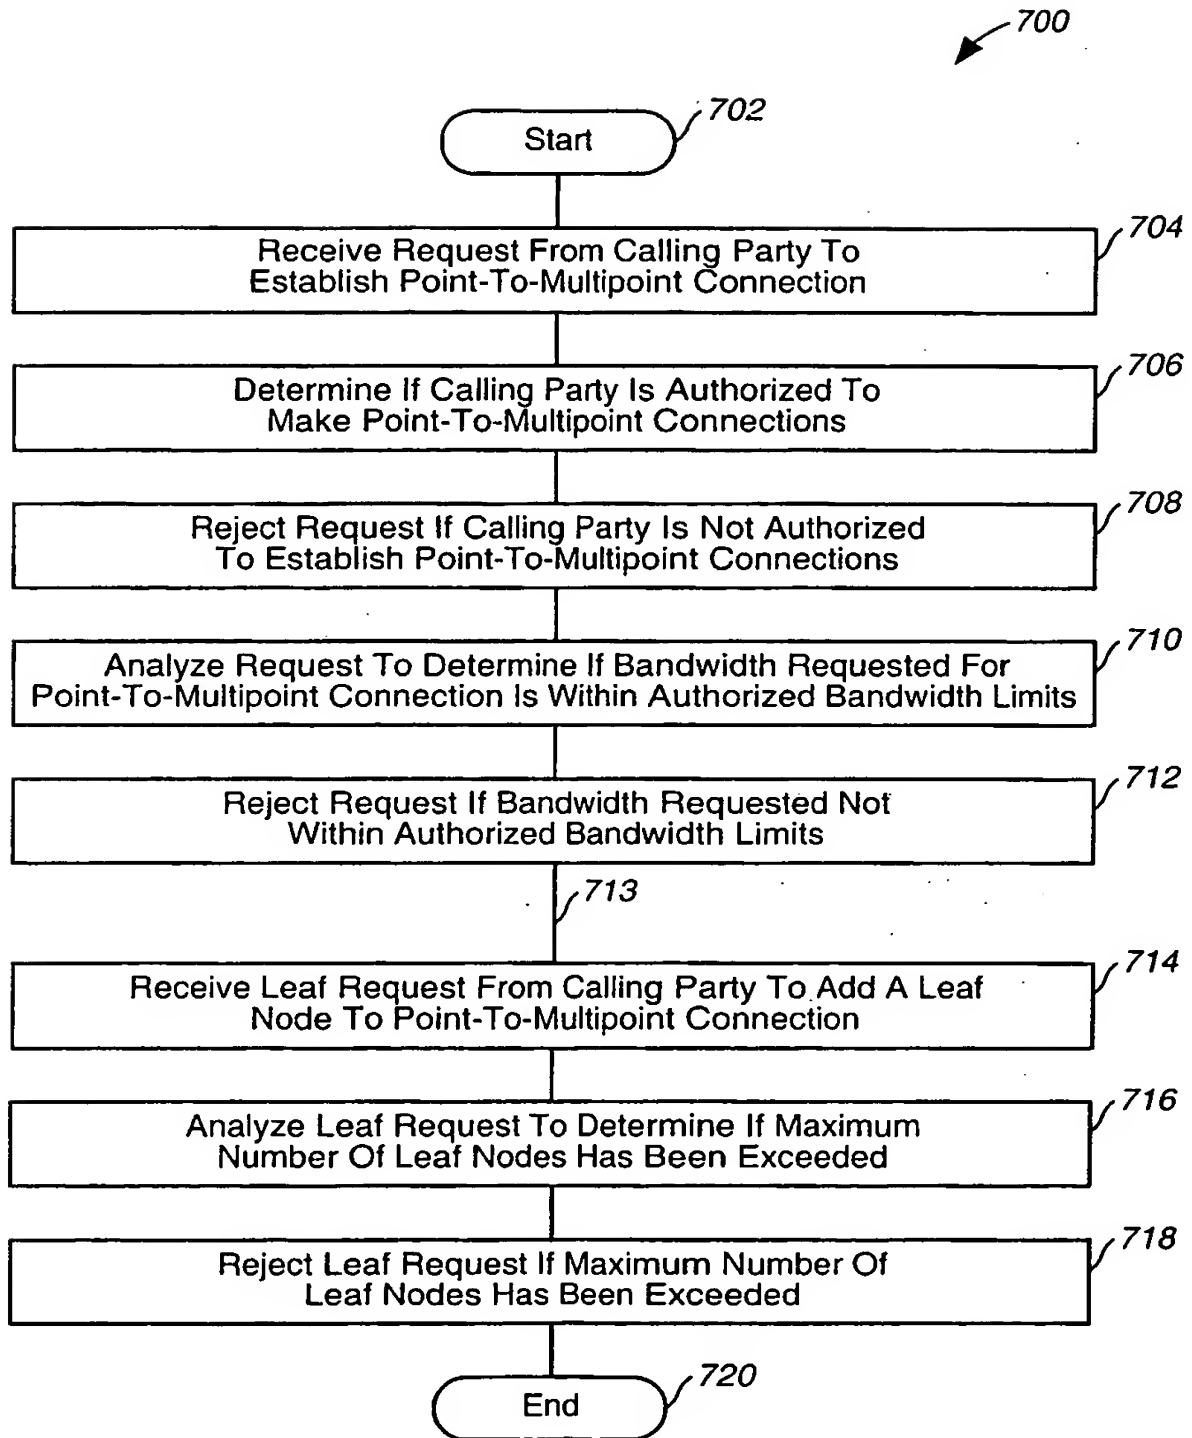 700
702
Start
704
Receive Request From Calling Party To
Establish Point-To-Multipoint Connection
706
Determine If Calling Party Is Authorized To
Make Point-To-Multipoint Connections
708
Reject Request If Calling Party Is Not Authorized
To Establish Point-To-Multipoint Connections
710
Analyze Request To Determine If Bandwidth Requested For
Point-To-Multipoint Connection Is Within Authorized Bandwidth Limits
712
Reject Request If Bandwidth Requested Not
Within Authorized Bandwidth Limits
713
714
Receive Leaf Request From Calling Party To Add A Leaf
Node To Point-To-Multipoint Connection
716
Analyze Leaf Request To Determine If Maximum
Number Of Leaf Nodes Has Been Exceeded
718
Reject Leaf Request If Maximum Number Of
Leaf Nodes Has Been Exceeded
720
End